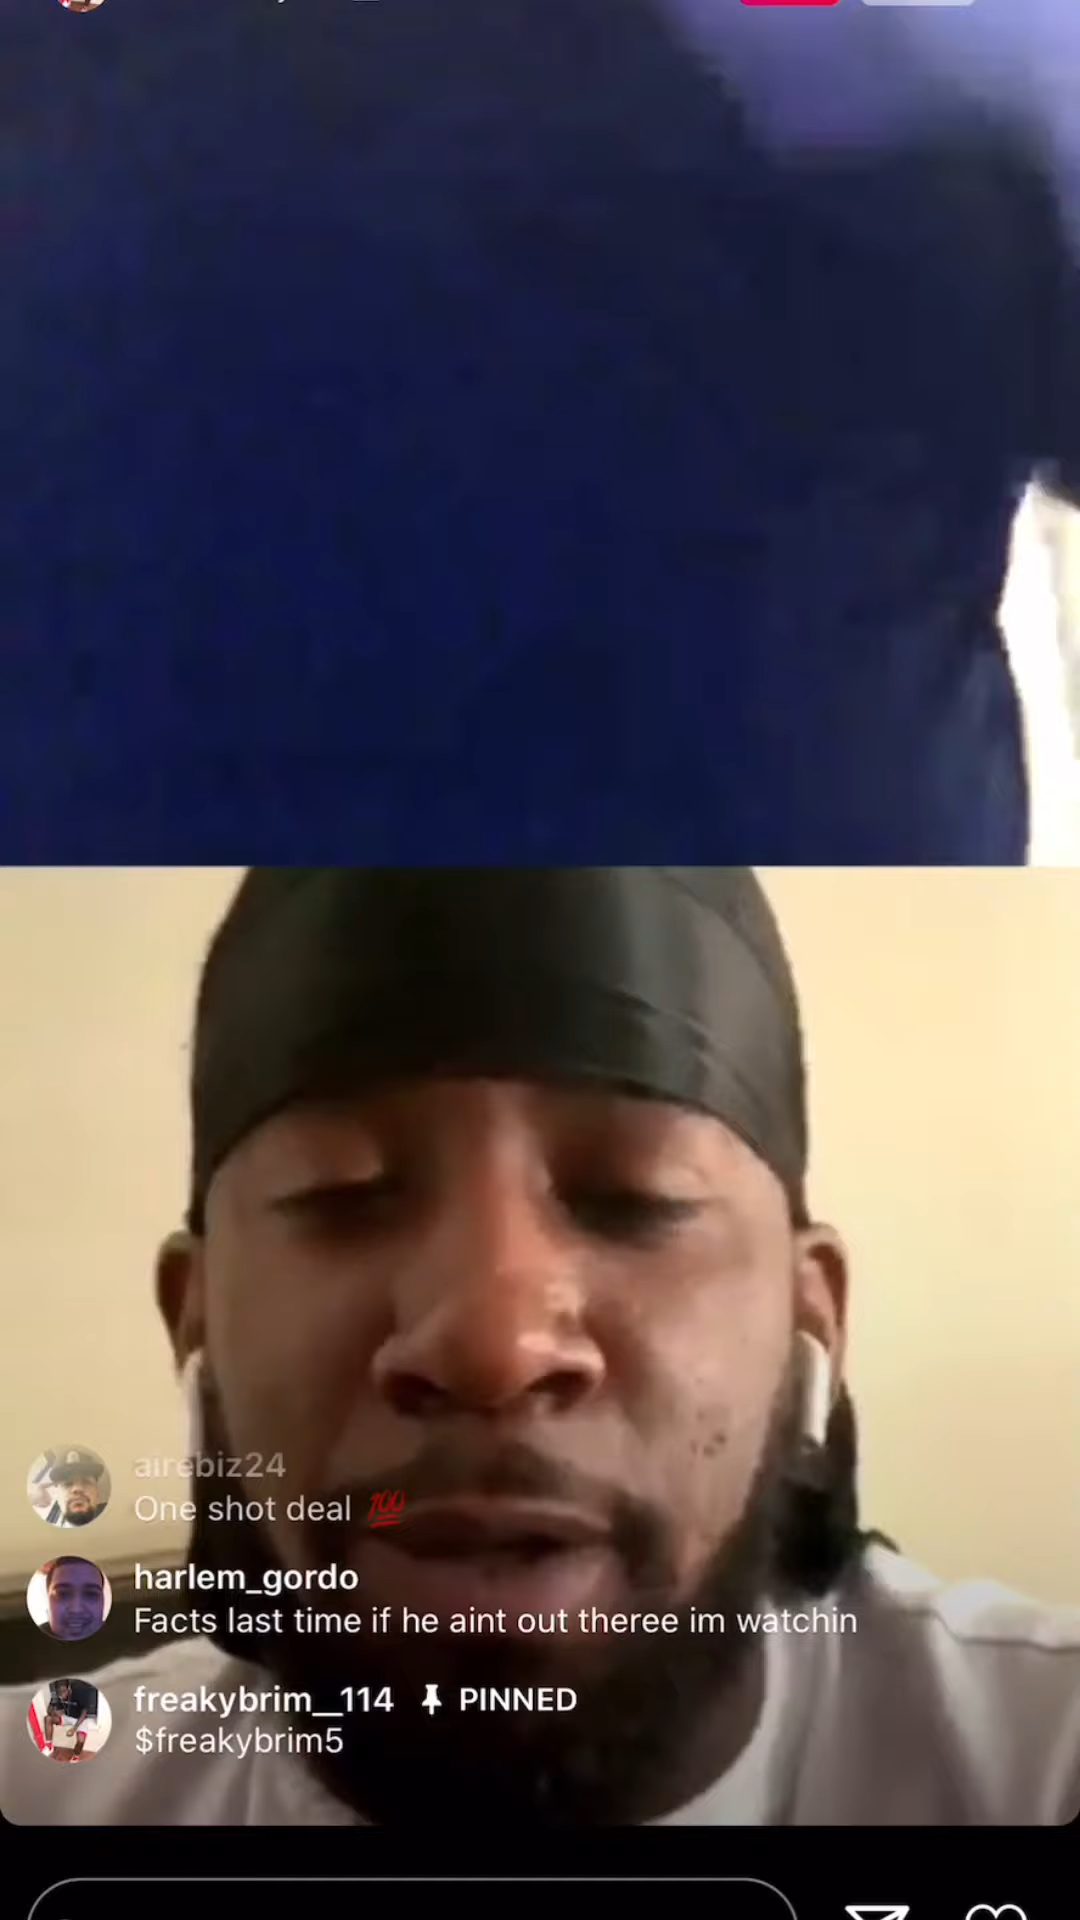 airebiz24
One shot deal 💯
harlem_gordo
Facts last time if he aint out theree im watchin
freakybrim__114 PINNED
$freakybrim5